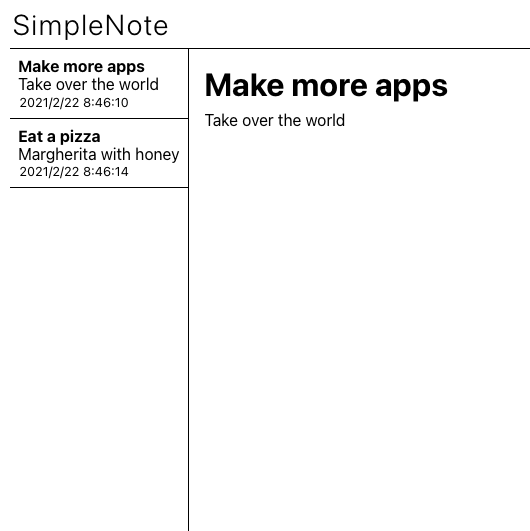 SimpleNote
Make more apps
Take over the world
2021/2/22 8:46:10
Eat a pizza
Margherita with honey
2021/2/22 8:46:14
Make more apps
Take over the world